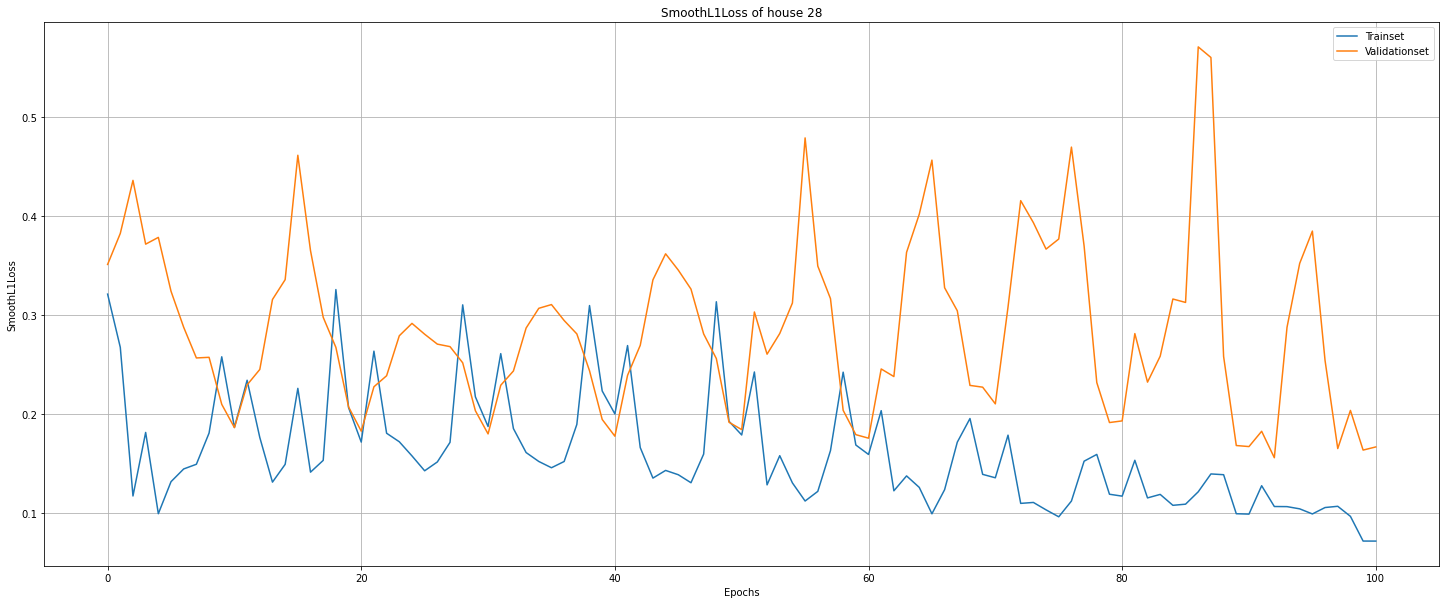 SmoothL1Loss of house 28
Trainset
Validationset
SmoothL1Loss
0.5
0.4
0.3
0.2
0.1
0 20 40 60 80 100
Epochs